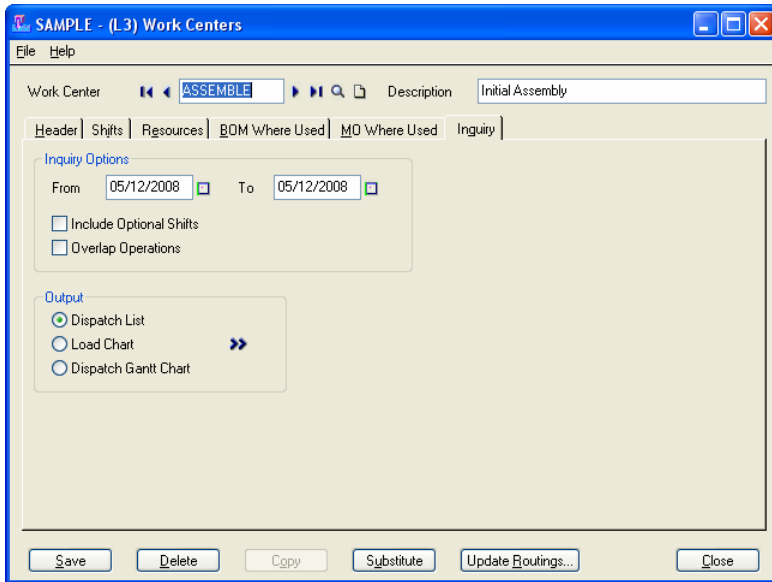 SAMPLE - (L3) Work Centers
File Help
Work Center ASSEMBLE Description Initial Assembly
Header Shifts Resources BOM Where Used MO Where Used Inquiry
Inquiry Options
From 05/12/2008 To 05/12/2008
Include Optional Shifts
Overlap Operations
Output
Dispatch List
Load Chart
Dispatch Gantt Chart
Save Delete Copy Substitute Update Routings... Close